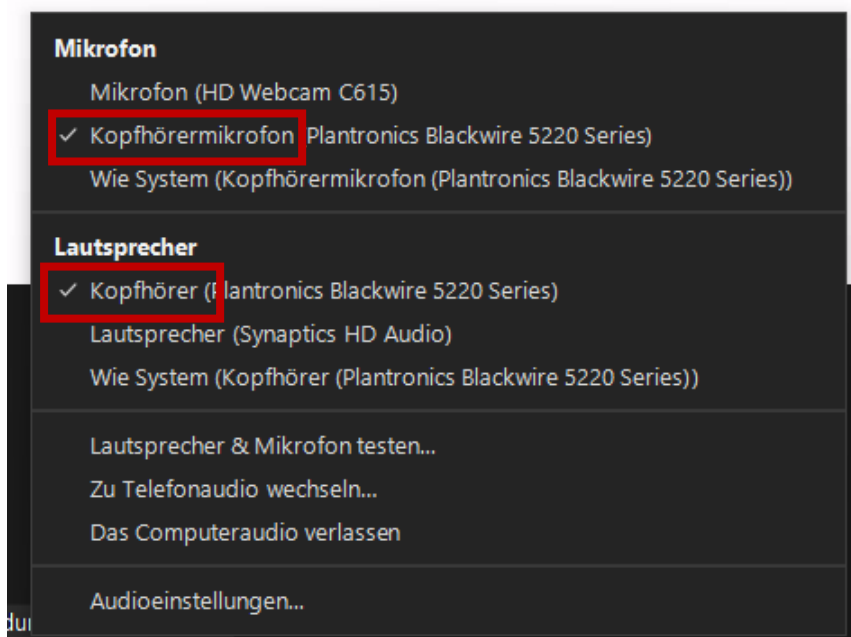 Mikrofon
Mikrofon (HD Webcam C615)
Kopfhörermikrofon (Plantronics Blackwire 5220 Series)
Wie System (Kopfhörermikrofon (Plantronics Blackwire 5220 Series))
Lautsprecher
Kopfhörer (Plantronics Blackwire 5220 Series)
Lautsprecher (Synaptics HD Audio)
Wie System (Kopfhörer (Plantronics Blackwire 5220 Series))
Lautsprecher & Mikrofon testen...
Zu Telefonaudio wechseln...
Das Computeraudio verlassen
Audioeinstellungen...